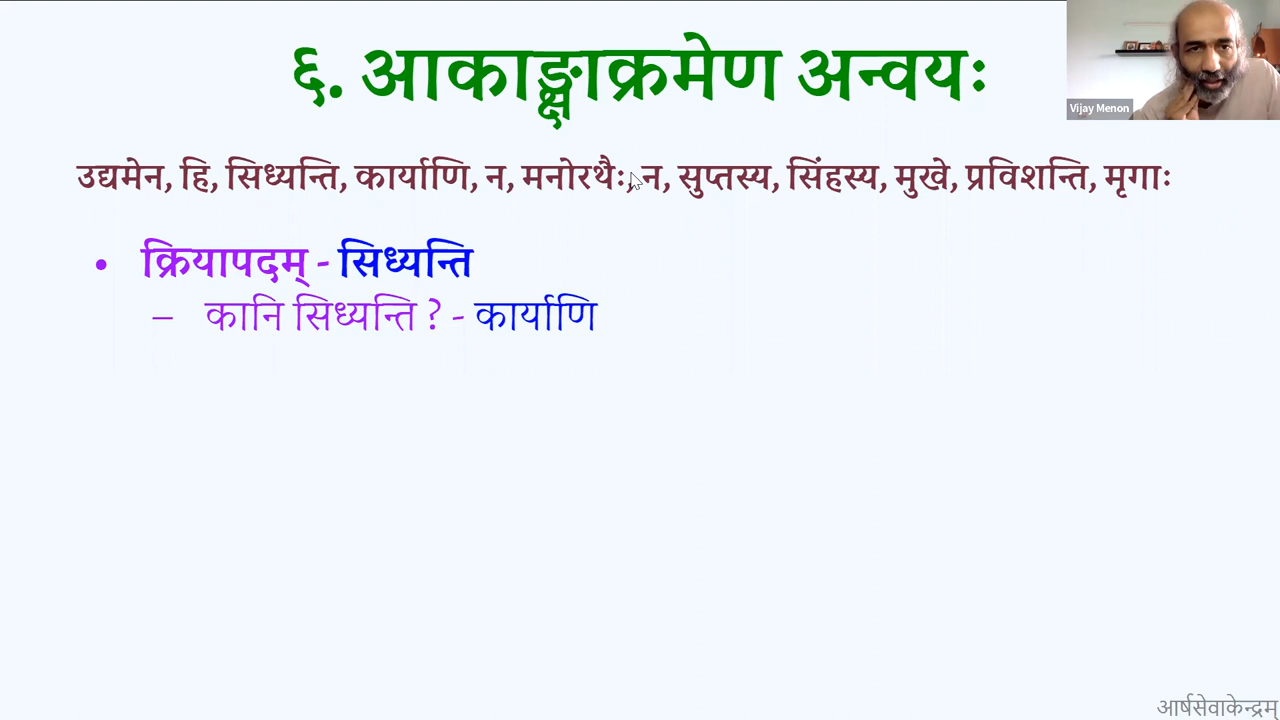 ६. आकाङ्क्षाक्रमेण अन्वयः
Vijay Menon
उद्यमेन, हि, सिध्यन्ति, कार्याणि, न, मनोरथैः, न, सुप्तस्य, सिंहस्य, मुखे, प्रविशन्ति, मृगाः
• क्रियापदम् - सिध्यन्ति
– कानि सिध्यन्ति ? - कार्याणि
आर्षसेवाकेन्द्रम्